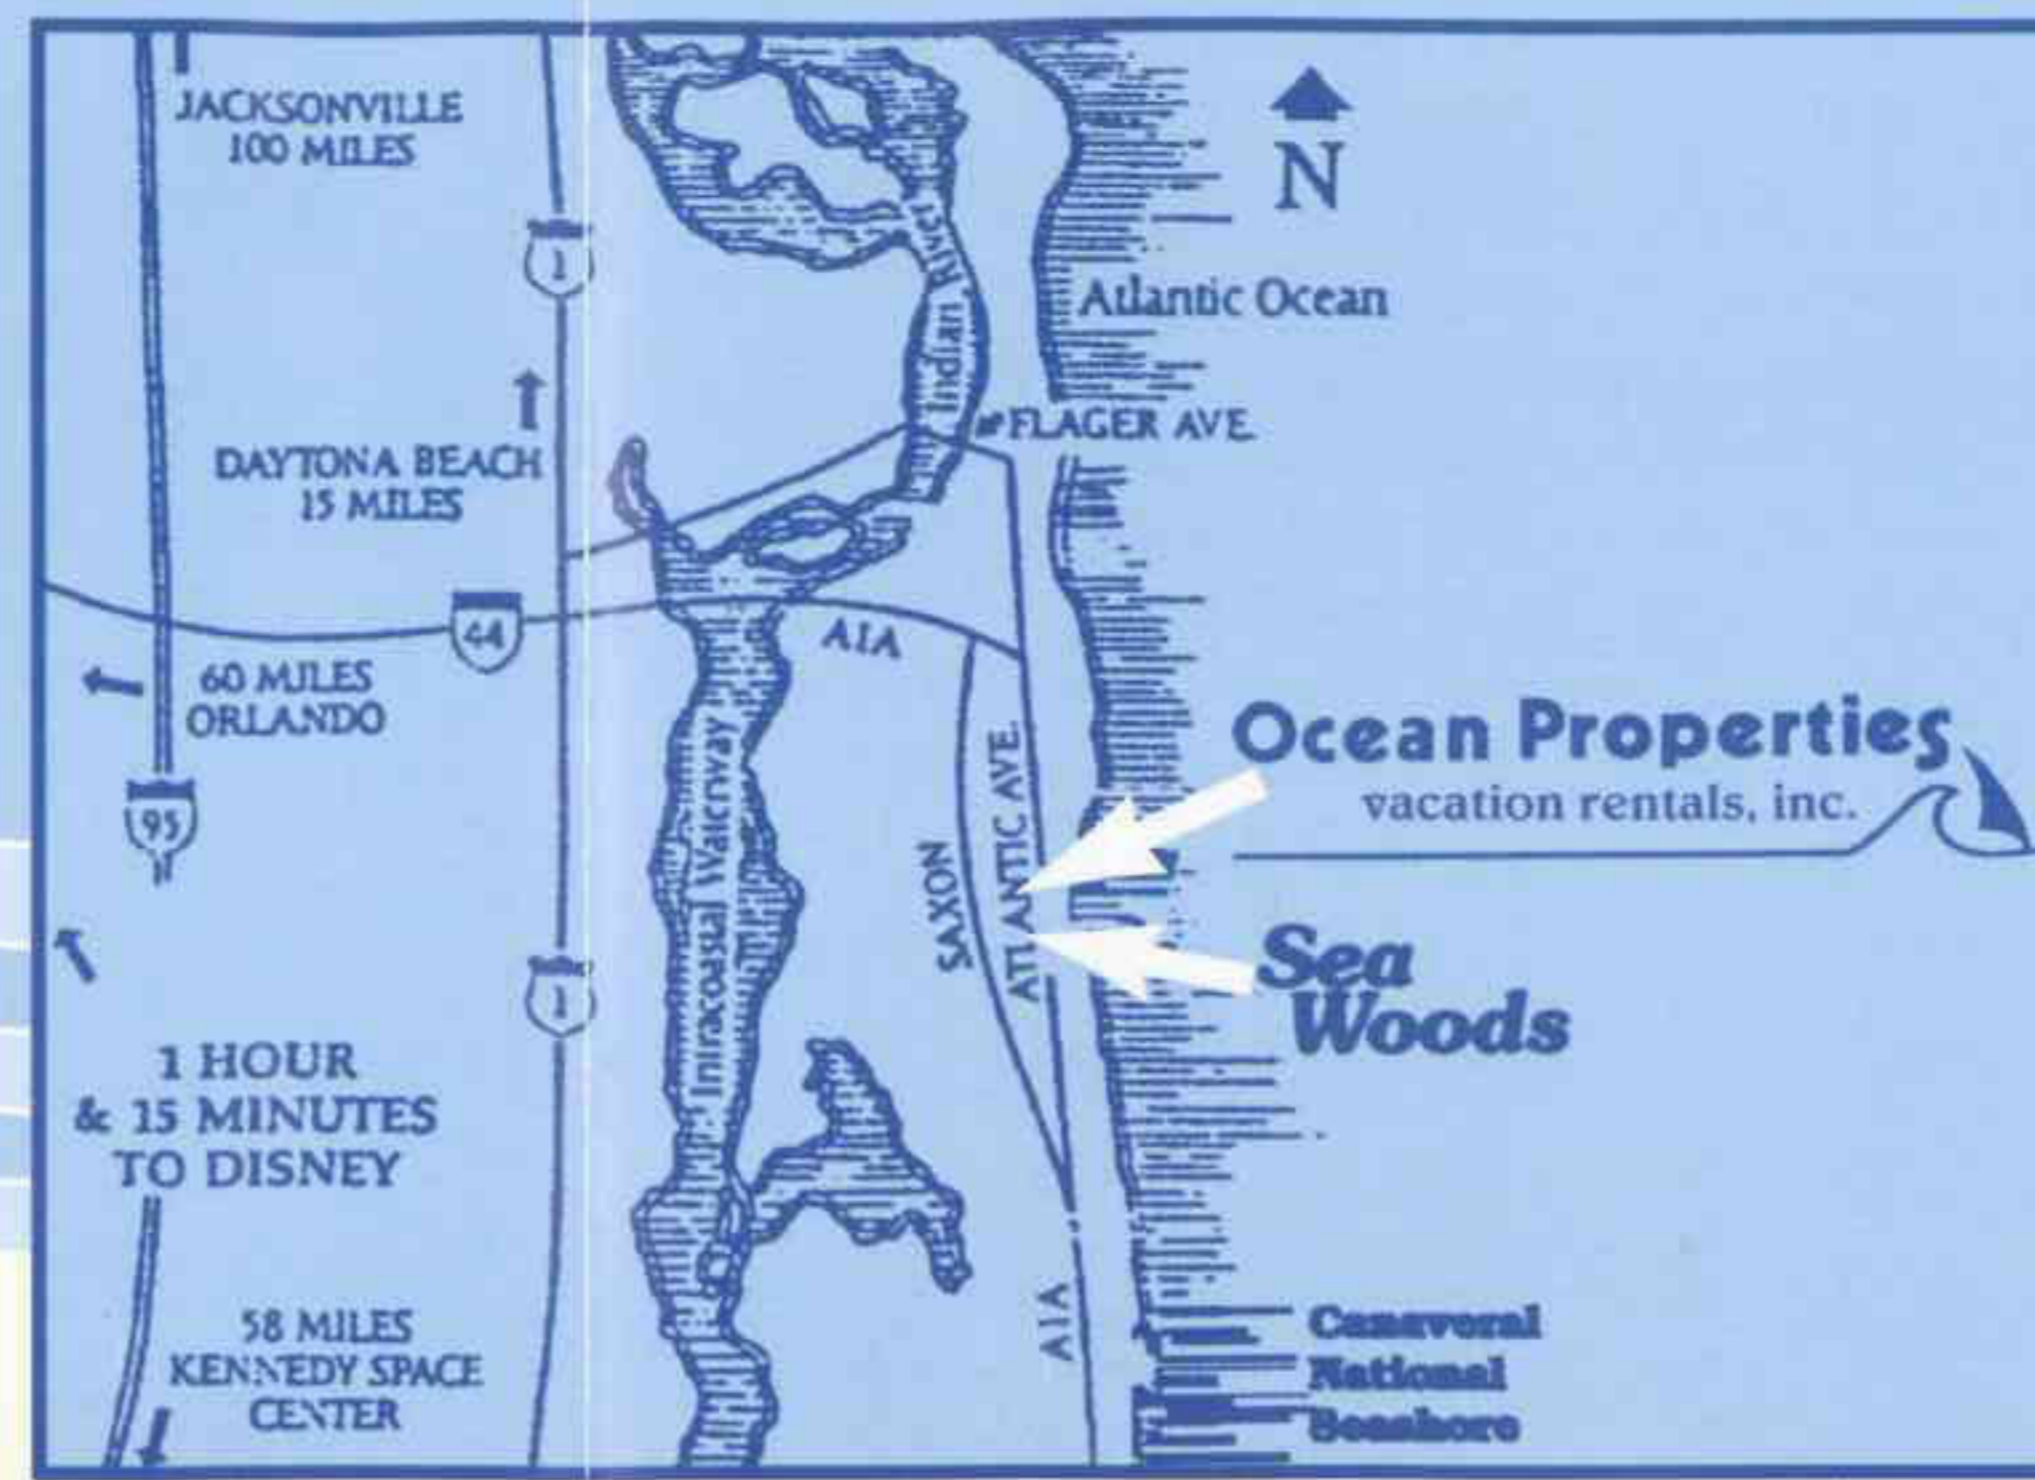 JACKSONVILLE
100 MILES
N
1
Indian River
Atlantic Ocean
FLAGER AVE.
DAYTONA BEACH
15 MILES
44
A1A
60 MILES
ORLANDO
95
Intracoastal Waterway
SAXON
ATLANTIC AVE.
Ocean Properties
vacation rentals, inc.
Sea
Woods
1
1 HOUR
& 15 MINUTES
TO DISNEY
58 MILES
KENNEDY SPACE
CENTER
A1A
Canaveral
National
Seashore